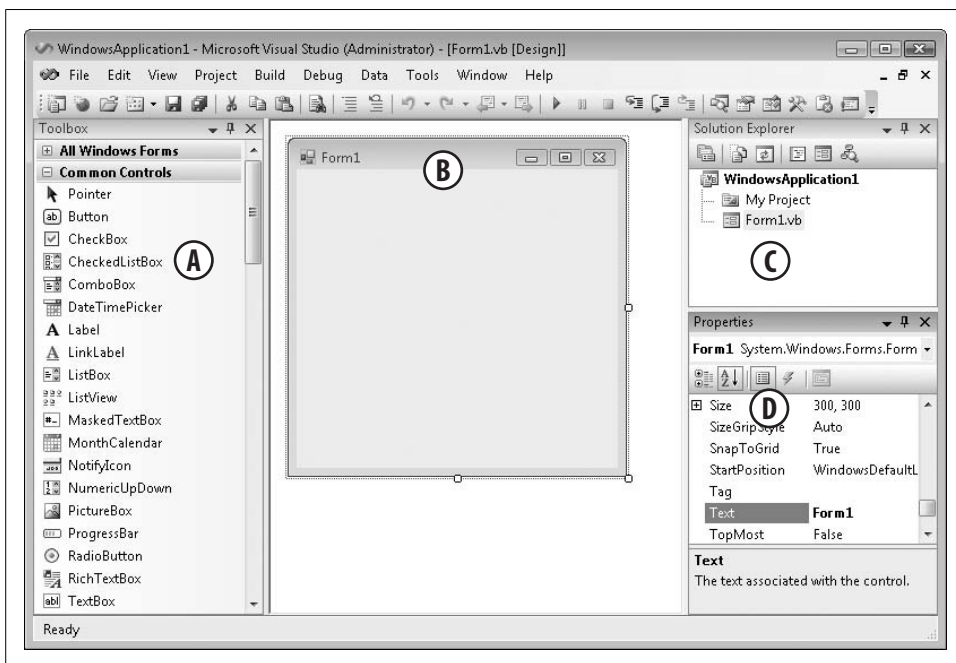 WindowsApplication1 - Microsoft Visual Studio (Administrator) - [Form1.vb [Design]]
File Edit View Project Build Debug Data Tools Window Help
Toolbox
All Windows Forms
Common Controls
Pointer
Button
CheckBox
CheckedListBox
ComboBox
DateTimePicker
Label
LinkLabel
ListBox
ListView
MaskedTextBox
MonthCalendar
NotifyIcon
NumericUpDown
PictureBox
ProgressBar
RadioButton
RichTextBox
TextBox
A
Form1
B
Solution Explorer
WindowsApplication1
My Project
Form1.vb
C
Properties
Form1 System.Windows.Forms.Form
D
Size 300, 300
SizeGripStyle Auto
SnapToGrid True
StartPosition WindowsDefaultL
Tag
Text Form1
TopMost False
Text
The text associated with the control.
Ready